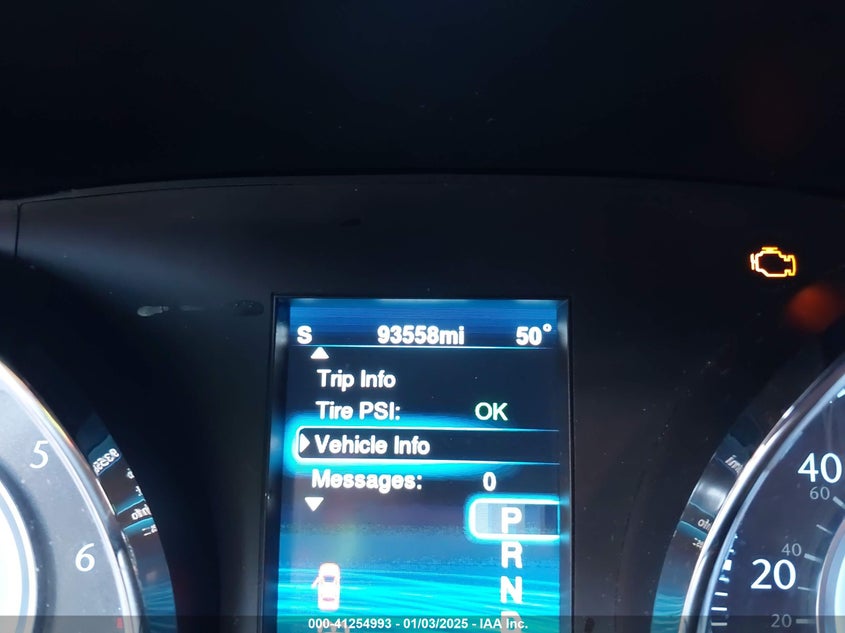 S 93558mi 50°
Trip Info
Tire PSI: OK
Vehicle Info
Messages: 0
P
R
N
5
6
40
60
40
20
20
000-41254993 - 01/03/2025 - IAA Inc.